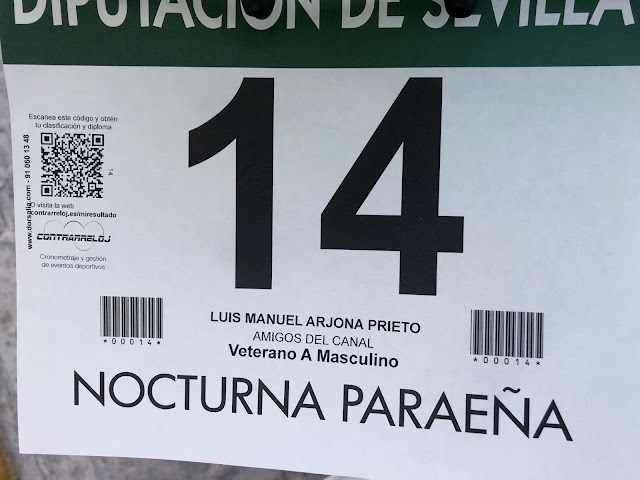 DIPUTACIÓN DE SEVILLA
14
Escanea este código y obtén
tu clasificación y diploma
14
O visita la web
contrarreloj.es/miresultado
www.dorsalia.com - 91 060 13 48
CONTRARRELOJ
Cronometraje y gestión
de eventos deportivos
LUIS MANUEL ARJONA PRIETO
AMIGOS DEL CANAL
Veterano A Masculino
*00014*
*00014*
NOCTURNA PARAEÑA